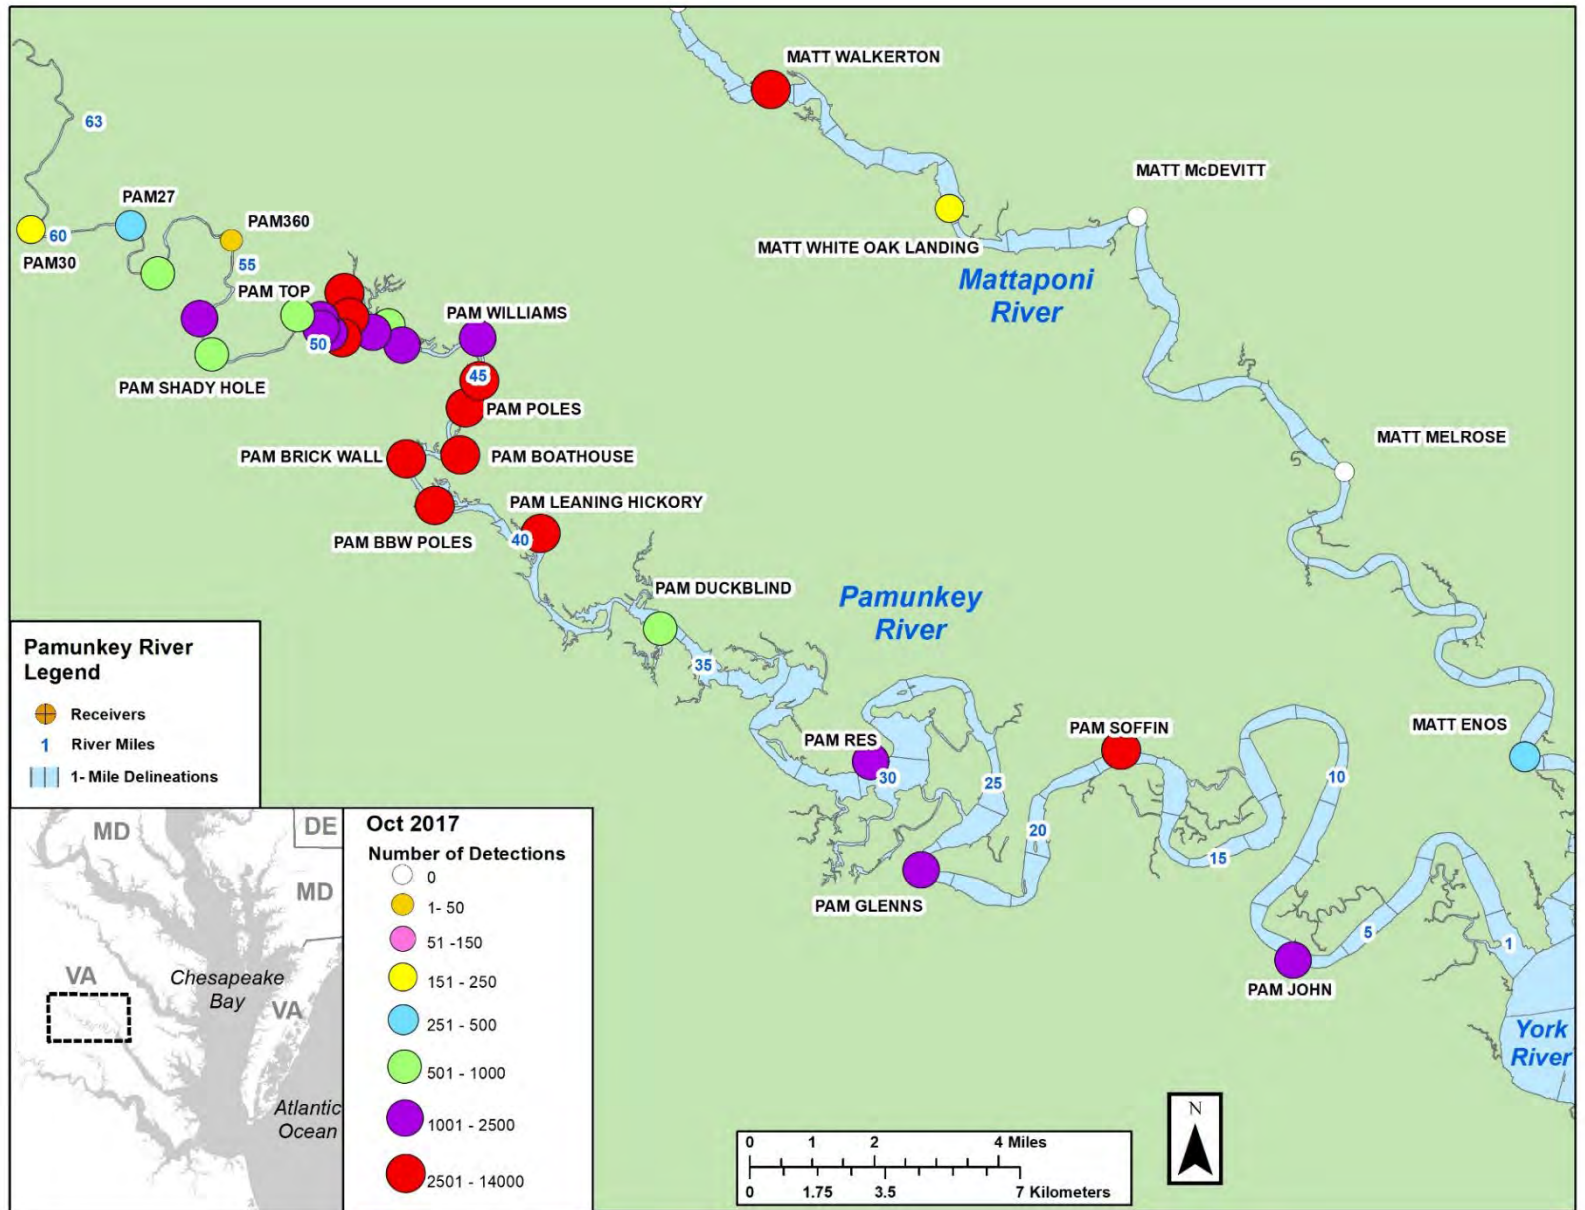 MATT WALKERTON
63
MATT McDEVITT
PAM27
PAM360
60
PAM30
55
MATT WHITE OAK LANDING
Mattaponi
River
PAM TOP
PAM WILLIAMS
50
PAM SHADY HOLE
45
PAM POLES
MATT MELROSE
PAM BRICK WALL
PAM BOATHOUSE
PAM LEANING HICKORY
PAM BBW POLES
40
PAM DUCKBLIND
Pamunkey
River
35
PAM RES
PAM SOFFIN
MATT ENOS
30
25
10
20
15
PAM GLENNS
5
1
PAM JOHN
York
River
Pamunkey River
Legend
Receivers
1 River Miles
1- Mile Delineations
MD
DE
MD
VA
Chesapeake
Bay
VA
Atlantic
Ocean
Oct 2017
Number of Detections
0
1- 50
51 -150
151 - 250
251 - 500
501 - 1000
1001 - 2500
2501 - 14000
0 1 2 4 Miles
0 1.75 3.5 7 Kilometers
N